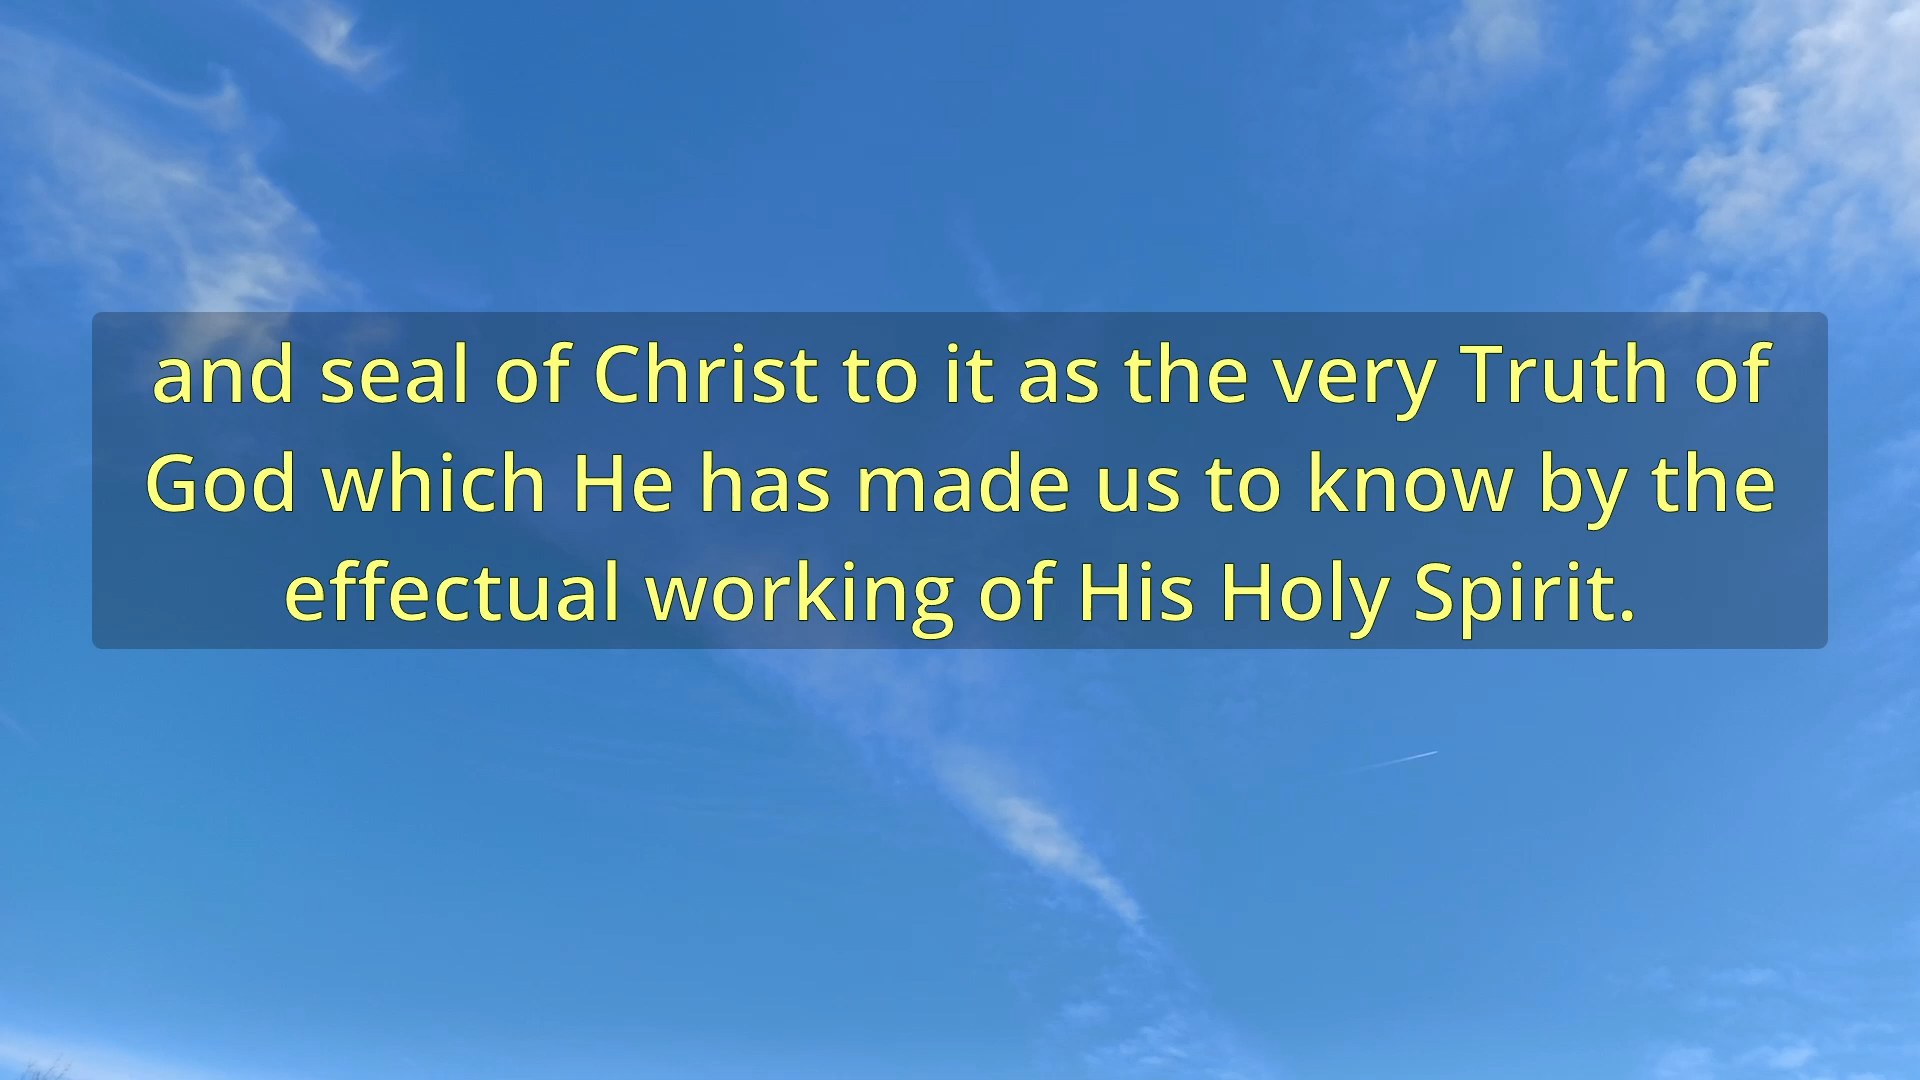 and seal of Christ to it as the very Truth of
God which He has made us to know by the
effectual working of His Holy Spirit.